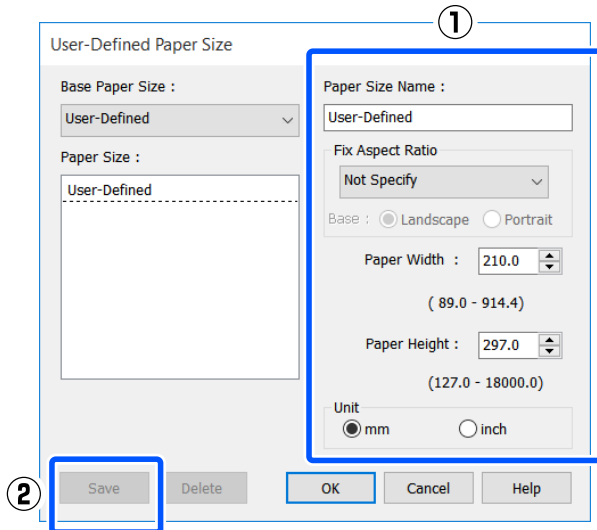 ①
User-Defined Paper Size
Base Paper Size :
User-Defined
Paper Size :
User-Defined
Paper Size Name :
User-Defined
Fix Aspect Ratio
Not Specify
Base : Landscape Portrait
Paper Width : 210.0
( 89.0 - 914.4)
Paper Height : 297.0
(127.0 - 18000.0)
Unit
mm inch
②
Save Delete OK Cancel Help